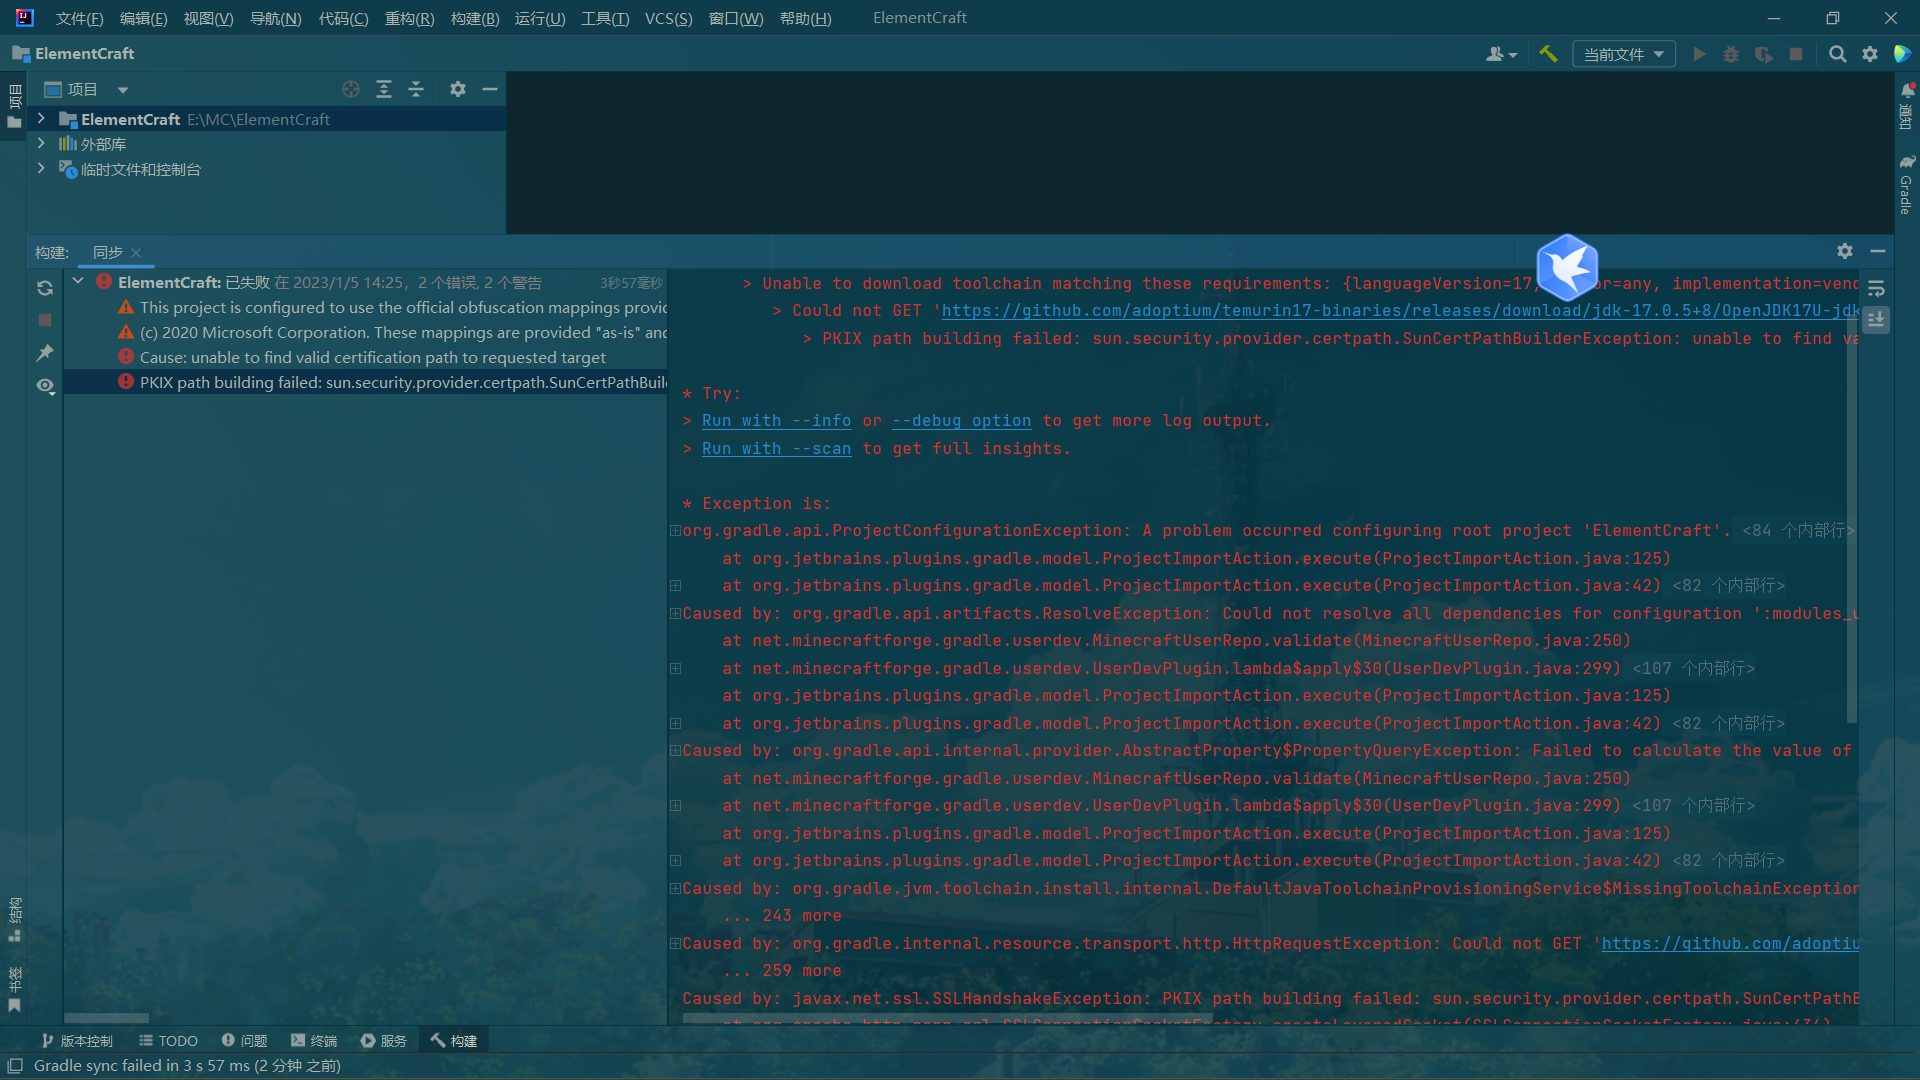 文件(F) 编辑(E) 视图(V) 导航(N) 代码(C) 重构(R) 构建(B) 运行(U) 工具(T) VCS(S) 窗口(W) 帮助(H) ElementCraft
ElementCraft
当前文件
项目
项目
ElementCraft E:\MC\ElementCraft
外部库
临时文件和控制台
通知
Gradle
构建: 同步
ElementCraft: 已失败 在 2023/1/5 14:25, 2 个错误, 2 个警告 3秒57毫秒
This project is configured to use the official obfuscation mappings provid
(c) 2020 Microsoft Corporation. These mappings are provided "as-is" and
Cause: unable to find valid certification path to requested target
PKIX path building failed: sun.security.provider.certpath.SunCertPathBuil
> Unable to download toolchain matching these requirements: {languageVersion=17, or=any, implementation=vend
> Could not GET 'https://github.com/adoptium/temurin17-binaries/releases/download/jdk-17.0.5+8/OpenJDK17U-jdk
> PKIX path building failed: sun.security.provider.certpath.SunCertPathBuilderException: unable to find va
* Try:
> Run with --info or --debug option to get more log output.
> Run with --scan to get full insights.
* Exception is:
org.gradle.api.ProjectConfigurationException: A problem occurred configuring root project 'ElementCraft'. <84 个内部行>
at org.jetbrains.plugins.gradle.model.ProjectImportAction.execute(ProjectImportAction.java:125)
at org.jetbrains.plugins.gradle.model.ProjectImportAction.execute(ProjectImportAction.java:42) <82 个内部行>
Caused by: org.gradle.api.artifacts.ResolveException: Could not resolve all dependencies for configuration ':modules_u
at net.minecraftforge.gradle.userdev.MinecraftUserRepo.validate(MinecraftUserRepo.java:250)
at net.minecraftforge.gradle.userdev.UserDevPlugin.lambda$apply$30(UserDevPlugin.java:299) <107 个内部行>
at org.jetbrains.plugins.gradle.model.ProjectImportAction.execute(ProjectImportAction.java:125)
at org.jetbrains.plugins.gradle.model.ProjectImportAction.execute(ProjectImportAction.java:42) <82 个内部行>
Caused by: org.gradle.api.internal.provider.AbstractProperty$PropertyQueryException: Failed to calculate the value of
at net.minecraftforge.gradle.userdev.MinecraftUserRepo.validate(MinecraftUserRepo.java:250)
at net.minecraftforge.gradle.userdev.UserDevPlugin.lambda$apply$30(UserDevPlugin.java:299) <107 个内部行>
at org.jetbrains.plugins.gradle.model.ProjectImportAction.execute(ProjectImportAction.java:125)
at org.jetbrains.plugins.gradle.model.ProjectImportAction.execute(ProjectImportAction.java:42) <82 个内部行>
Caused by: org.gradle.jvm.toolchain.install.internal.DefaultJavaToolchainProvisioningService$MissingToolchainException
... 243 more
Caused by: org.gradle.internal.resource.transport.http.HttpRequestException: Could not GET 'https://github.com/adoptiu
... 259 more
Caused by: javax.net.ssl.SSLHandshakeException: PKIX path building failed: sun.security.provider.certpath.SunCertPathB
结构
书签
版本控制 TODO 问题 终端 服务 构建
Gradle sync failed in 3 s 57 ms (2 分钟 之前)